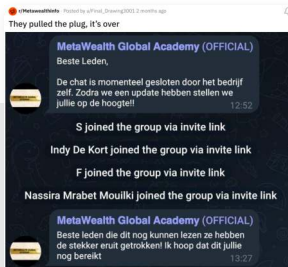 r/Metawealthinfo Posted by u/Final_Drawing3001 2 months ago
They pulled the plug, it's over
MetaWealth Global Academy (OFFICIAL)
Beste Leden,
De chat is momenteel gesloten door het bedrijf
zelf. Zodra we een update hebben stellen we
jullie op de hoogte!!
12:52
S joined the group via invite link
Indy De Kort joined the group via invite link
F joined the group via invite link
Nassira Mrabet Mouilki joined the group via invite link
MetaWealth Global Academy (OFFICIAL)
Beste leden die dit nog kunnen lezen ze hebben
de stekker eruit getrokken! Ik hoop dat dit jullie
nog bereikt
13:27